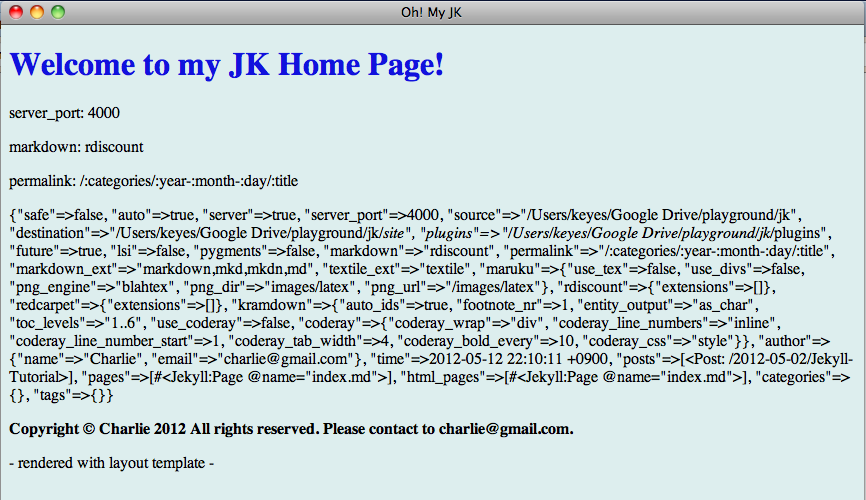 Oh! My JK
Welcome to my JK Home Page!
server_port: 4000
markdown: rdiscount
permalink: /:categories/:year-:month-:day/:title
{"safe"=>false, "auto"=>true, "server"=>true, "server_port"=>4000, "source"=>"/Users/keyes/Google Drive/playground/jk",
"destination"=>"/Users/keyes/Google Drive/playground/jk/site", "plugins"=>"/Users/keyes/Google Drive/playground/jk/plugins",
"future"=>true, "lsi"=>false, "pygments"=>false, "markdown"=>"rdiscount", "permalink"=>"/:categories/:year-:month-:day/:title",
"markdown_ext"=>"markdown,mkd,mkdn,md", "textile_ext"=>"textile", "maruku"=>{"use_tex"=>false, "use_divs"=>false,
"png_engine"=>"blahtex", "png_dir"=>"images/latex", "png_url"=>"/images/latex"}, "rdiscount"=>{"extensions"=>[]},
"redcarpet"=>{"extensions"=>[]}, "kramdown"=>{"auto_ids"=>true, "footnote_nr"=>1, "entity_output"=>"as_char",
"toc_levels"=>"1..6", "use_coderay"=>false, "coderay"=>{"coderay_wrap"=>"div", "coderay_line_numbers"=>"inline",
"coderay_line_number_start"=>1, "coderay_tab_width"=>4, "coderay_bold_every"=>10, "coderay_css"=>"style"}}, "author"=>
{"name"=>"Charlie", "email"=>"charlie@gmail.com"}, "time"=>2012-05-12 22:10:11 +0900, "posts"=>[<Post: /2012-05-02/Jekyll-
Tutorial>], "pages"=>[#<Jekyll:Page @name="index.md">], "html_pages"=>[#<Jekyll:Page @name="index.md">], "categories"=>
{}, "tags"=>{}}
Copyright © Charlie 2012 All rights reserved. Please contact to charlie@gmail.com.
- rendered with layout template -